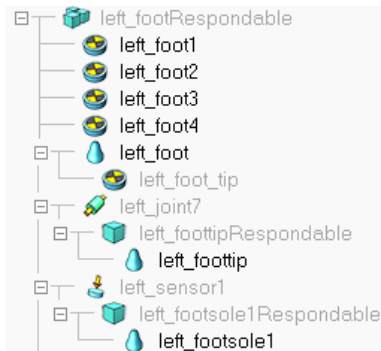 left_footRespondable
left_foot1
left_foot2
left_foot3
left_foot4
left_foot
left_foot_tip
left_joint7
left_foottipRespondable
left_foottip
left_sensor1
left_footsole1Respondable
left_footsole1